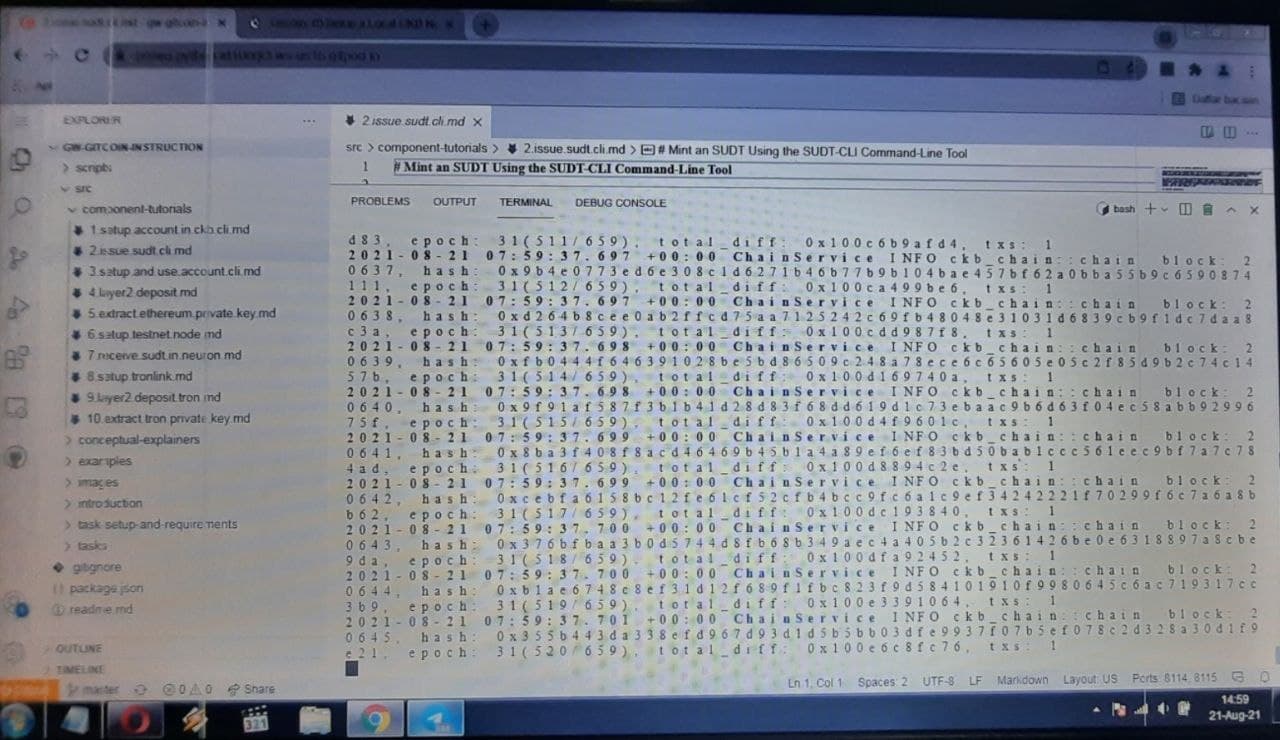 2.issue.sudt.cli.md - gw-gitcoin-i
Daftar bacaan
EXPLORER
GW-GITCOIN-INSTRUCTION
scripts
src
component-tutorials
1.setup.account.in.ckb.cli.md
2.issue.sudt.cli.md
3.setup.and.use.account.cli.md
4.layer2.deposit.md
5.extract.ethereum.private.key.md
6.setup.testnet.node.md
7.receive.sudt.in.neuron.md
8.setup.tronlink.md
9.layer2.deposit.tron.md
10.extract.tron.private.key.md
conceptual-explainers
examples
images
introduction
task-setup-and-requirements
tasks
.gitignore
package.json
readme.md
OUTLINE
TIMELINE
2.issue.sudt.cli.md
src > component-tutorials > 2.issue.sudt.cli.md > # Mint an SUDT Using the SUDT-CLI Command-Line Tool
1 # Mint an SUDT Using the SUDT-CLI Command-Line Tool
2
PROBLEMS OUTPUT TERMINAL DEBUG CONSOLE
bash
d83, epoch: 31(511/659), total_diff: 0x100c6b9afd4, txs: 1
2021-08-21 07:59:37.697 +00:00 ChainService INFO ckb_chain::chain block: 2
0637, hash: 0x9b4e0773ed6e308c1d6271b46b77b9b104bae457bf62a0bba55b9c6590874
111, epoch: 31(512/659), total_diff: 0x100ca499be6, txs: 1
2021-08-21 07:59:37.697 +00:00 ChainService INFO ckb_chain::chain block: 2
0638, hash: 0xd264b8cee0ab2ffcd75aa7125242c69fb48048e31031d6839cb9f1dc7daa8
c3a, epoch: 31(513/659), total_diff: 0x100cdd987f8, txs: 1
2021-08-21 07:59:37.698 +00:00 ChainService INFO ckb_chain::chain block: 2
0639, hash: 0xfb0444f646391028be5bd86509c248a78ece6c65605e05c2f85d9b2c74c14
57b, epoch: 31(514/659), total_diff: 0x100d169740a, txs: 1
2021-08-21 07:59:37.698 +00:00 ChainService INFO ckb_chain::chain block: 2
0640, hash: 0x9f91af587f3b1b41d28d83f68dd619d1c73ebaac9b6d63f04ec58abb92996
75f, epoch: 31(515/659), total_diff: 0x100d4f9601c, txs: 1
2021-08-21 07:59:37.699 +00:00 ChainService INFO ckb_chain::chain block: 2
0641, hash: 0x8ba3f408f8acd46469b45b1a4a89ef6ef83bd50bab1ccc561eec9bf7a7c78
4ad, epoch: 31(516/659), total_diff: 0x100d8894c2e, txs: 1
2021-08-21 07:59:37.699 +00:00 ChainService INFO ckb_chain::chain block: 2
0642, hash: 0xcebfa6158bc12fe61cf52cfb4bcc9fc6a1c9ef34242221f70299f6c7a6a8b
b62, epoch: 31(517/659), total_diff: 0x100dc193840, txs: 1
2021-08-21 07:59:37.700 +00:00 ChainService INFO ckb_chain::chain block: 2
0643, hash: 0x376bfbaa3b0d5744d8fb68b349aec4a405b2c32361426be0e6318897a8cbe
9da, epoch: 31(518/659), total_diff: 0x100dfa92452, txs: 1
2021-08-21 07:59:37.700 +00:00 ChainService INFO ckb_chain::chain block: 2
0644, hash: 0xb1ae6748c8ef31d12f689f1fbc823f9d584101910f9980645c6ac719317cc
3b9, epoch: 31(519/659), total_diff: 0x100e3391064, txs: 1
2021-08-21 07:59:37.701 +00:00 ChainService INFO ckb_chain::chain block: 2
0645, hash: 0x355b443da338efd967d93d1d5b5bb03dfe9937f07b5ef078c2d328a30d1f9
e21, epoch: 31(520/659), total_diff: 0x100e6c8fc76, txs: 1
master 0 0 Share
Ln 1, Col 1 Spaces: 2 UTF-8 LF Markdown Layout: US Ports: 8114, 8115
321
14:59
21-Aug-21